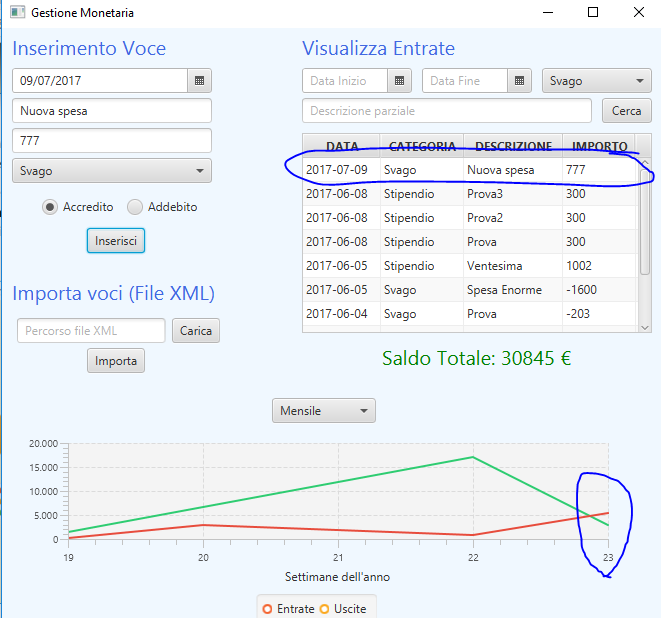 Gestione Monetaria
Inserimento Voce
09/07/2017
Nuova spesa
777
Svago
Accredito Addebito
Inserisci
Importa voci (File XML)
Percorso file XML Carica
Importa
Visualizza Entrate
Data Inizio Data Fine Svago
Descrizione parziale Cerca
DATA CATEGORIA DESCRIZIONE IMPORTO
2017-07-09 Svago Nuova spesa 777
2017-06-08 Stipendio Prova3 300
2017-06-08 Stipendio Prova2 300
2017-06-08 Stipendio Prova 300
2017-06-05 Stipendio Ventesima 1002
2017-06-05 Svago Spesa Enorme -1600
2017-06-04 Svago Prova -203
Saldo Totale: 30845 €
Mensile
20.000
15.000
10.000
5.000
0
19 20 21 22 23
Settimane dell'anno
Entrate Uscite